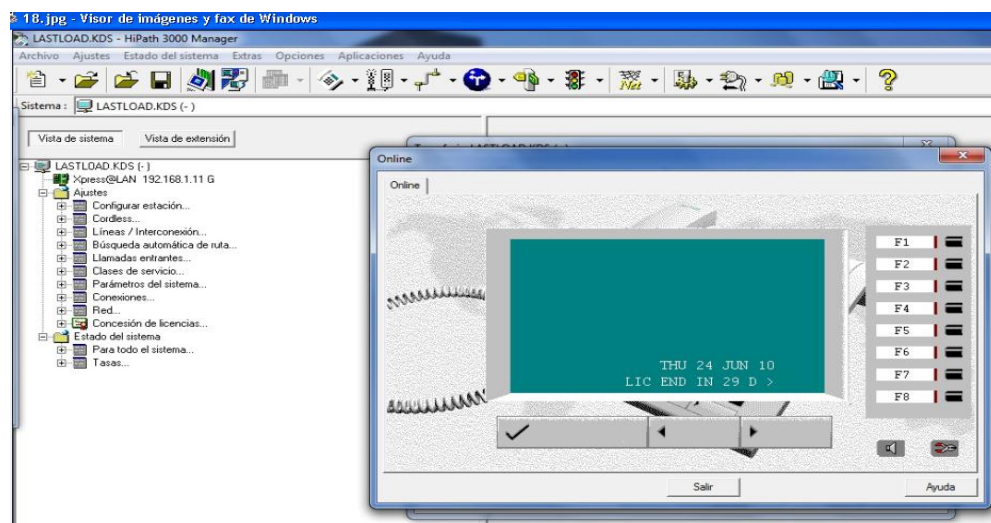 18.jpg - Visor de imágenes y fax de Windows
LASTLOAD.KDS - HiPath 3000 Manager
Archivo Ajustes Estado del sistema Extras Opciones Aplicaciones Ayuda
Net
Sistema : LASTLOAD.KDS (- )
Vista de sistema Vista de extensión
LASTLOAD.KDS (- )
Xpress@LAN 192.168.1.11 G
Ajustes
Configurar estación...
Cordless...
Líneas / Interconexión...
Búsqueda automática de ruta...
Llamadas entrantes...
Clases de servicio...
Parámetros del sistema...
Conexiones...
Red...
Concesión de licencias...
Estado del sistema
Para todo el sistema...
Tasas...
Online
Online
THU 24 JUN 10
LIC END IN 29 D >
F1
F2
F3
F4
F5
F6
F7
F8
Salir
Ayuda